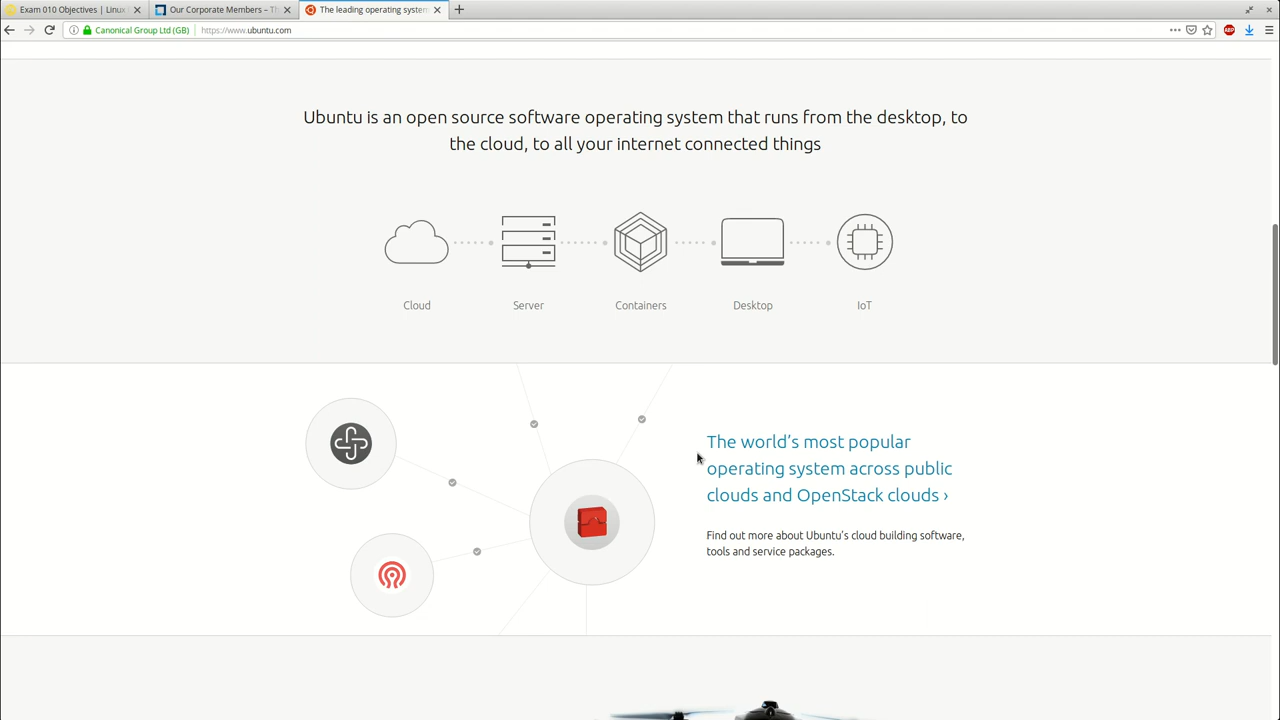 Exam 010 Objectives | Linux
Our Corporate Members – Th
The leading operating system
Canonical Group Ltd (GB)
https://www.ubuntu.com
ABP
Ubuntu is an open source software operating system that runs from the desktop, to
the cloud, to all your internet connected things
Cloud
Server
Containers
Desktop
IoT
The world’s most popular
operating system across public
clouds and OpenStack clouds ›
Find out more about Ubuntu’s cloud building software,
tools and service packages.